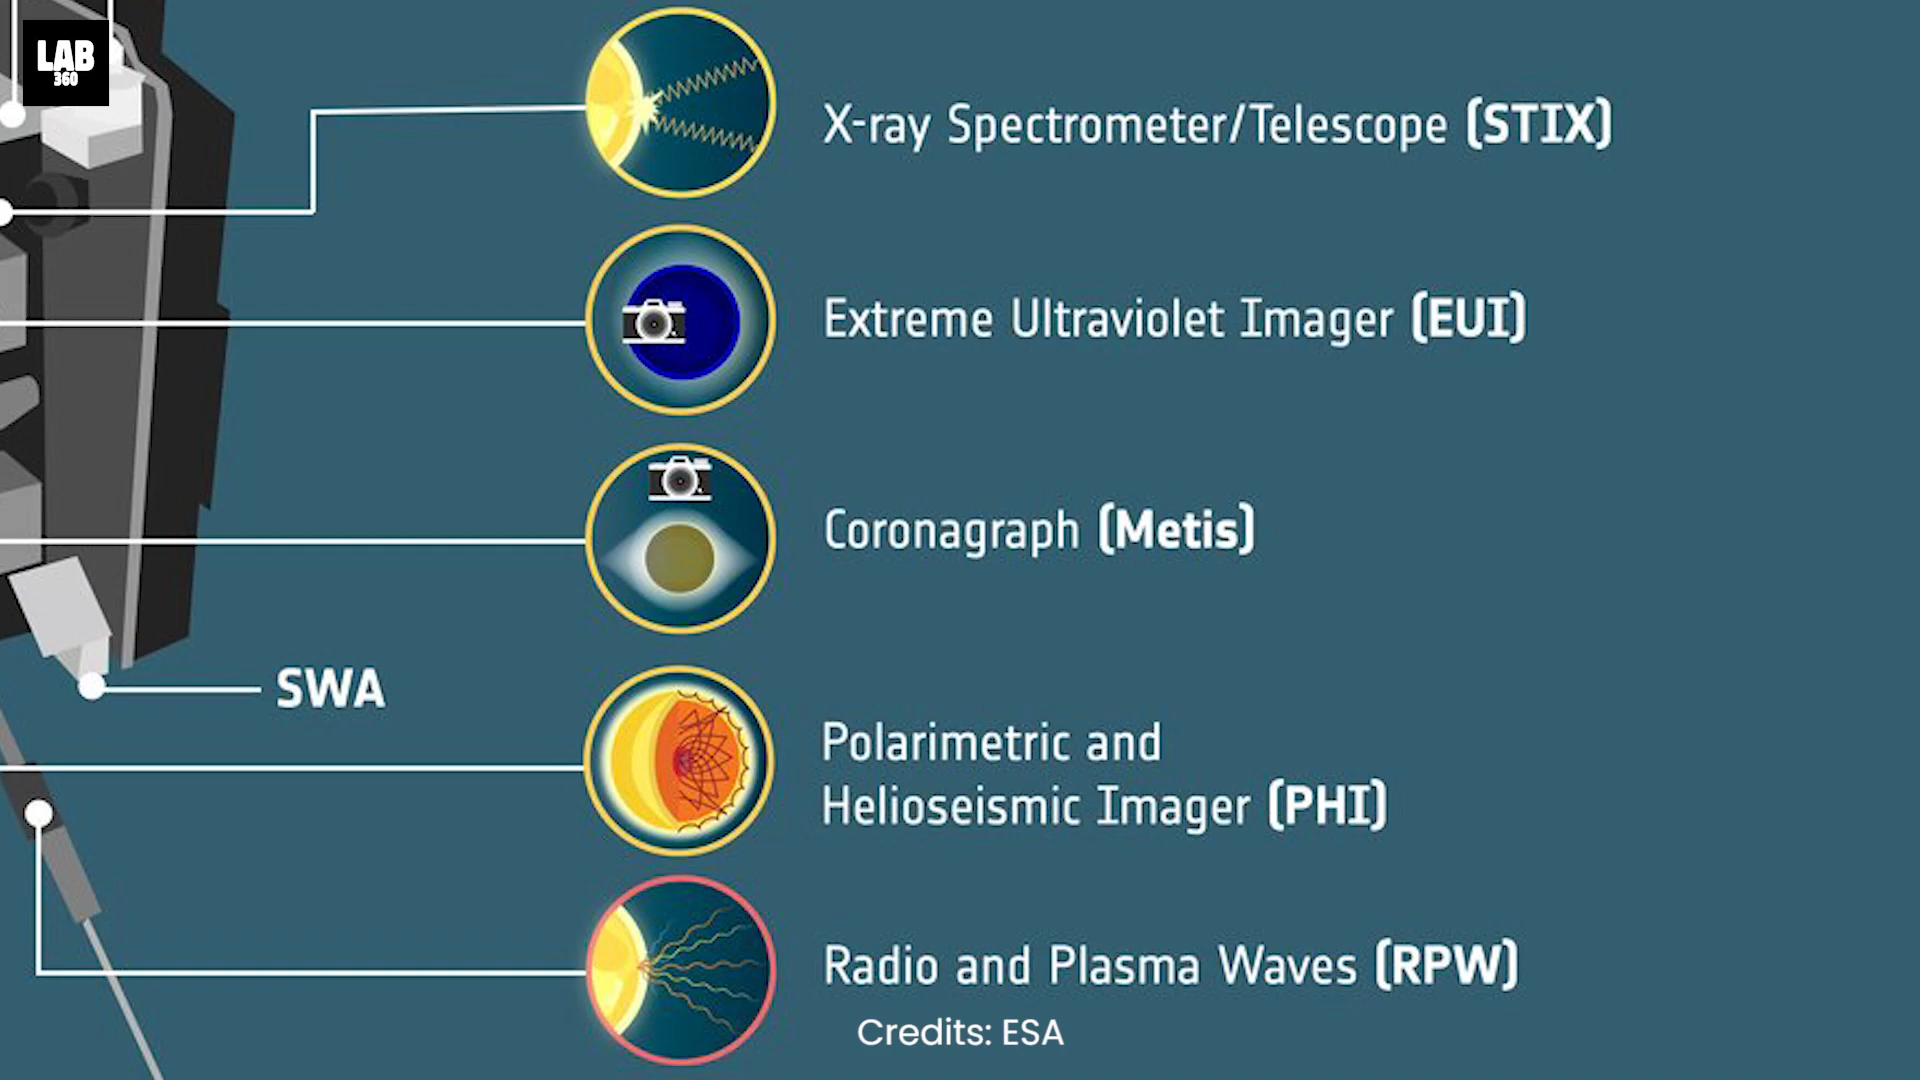 LAB
360
X-ray Spectrometer/Telescope (STIX)
Extreme Ultraviolet Imager (EUI)
Coronagraph (Metis)
SWA
Polarimetric and
Helioseismic Imager (PHI)
Radio and Plasma Waves (RPW)
Credits: ESA